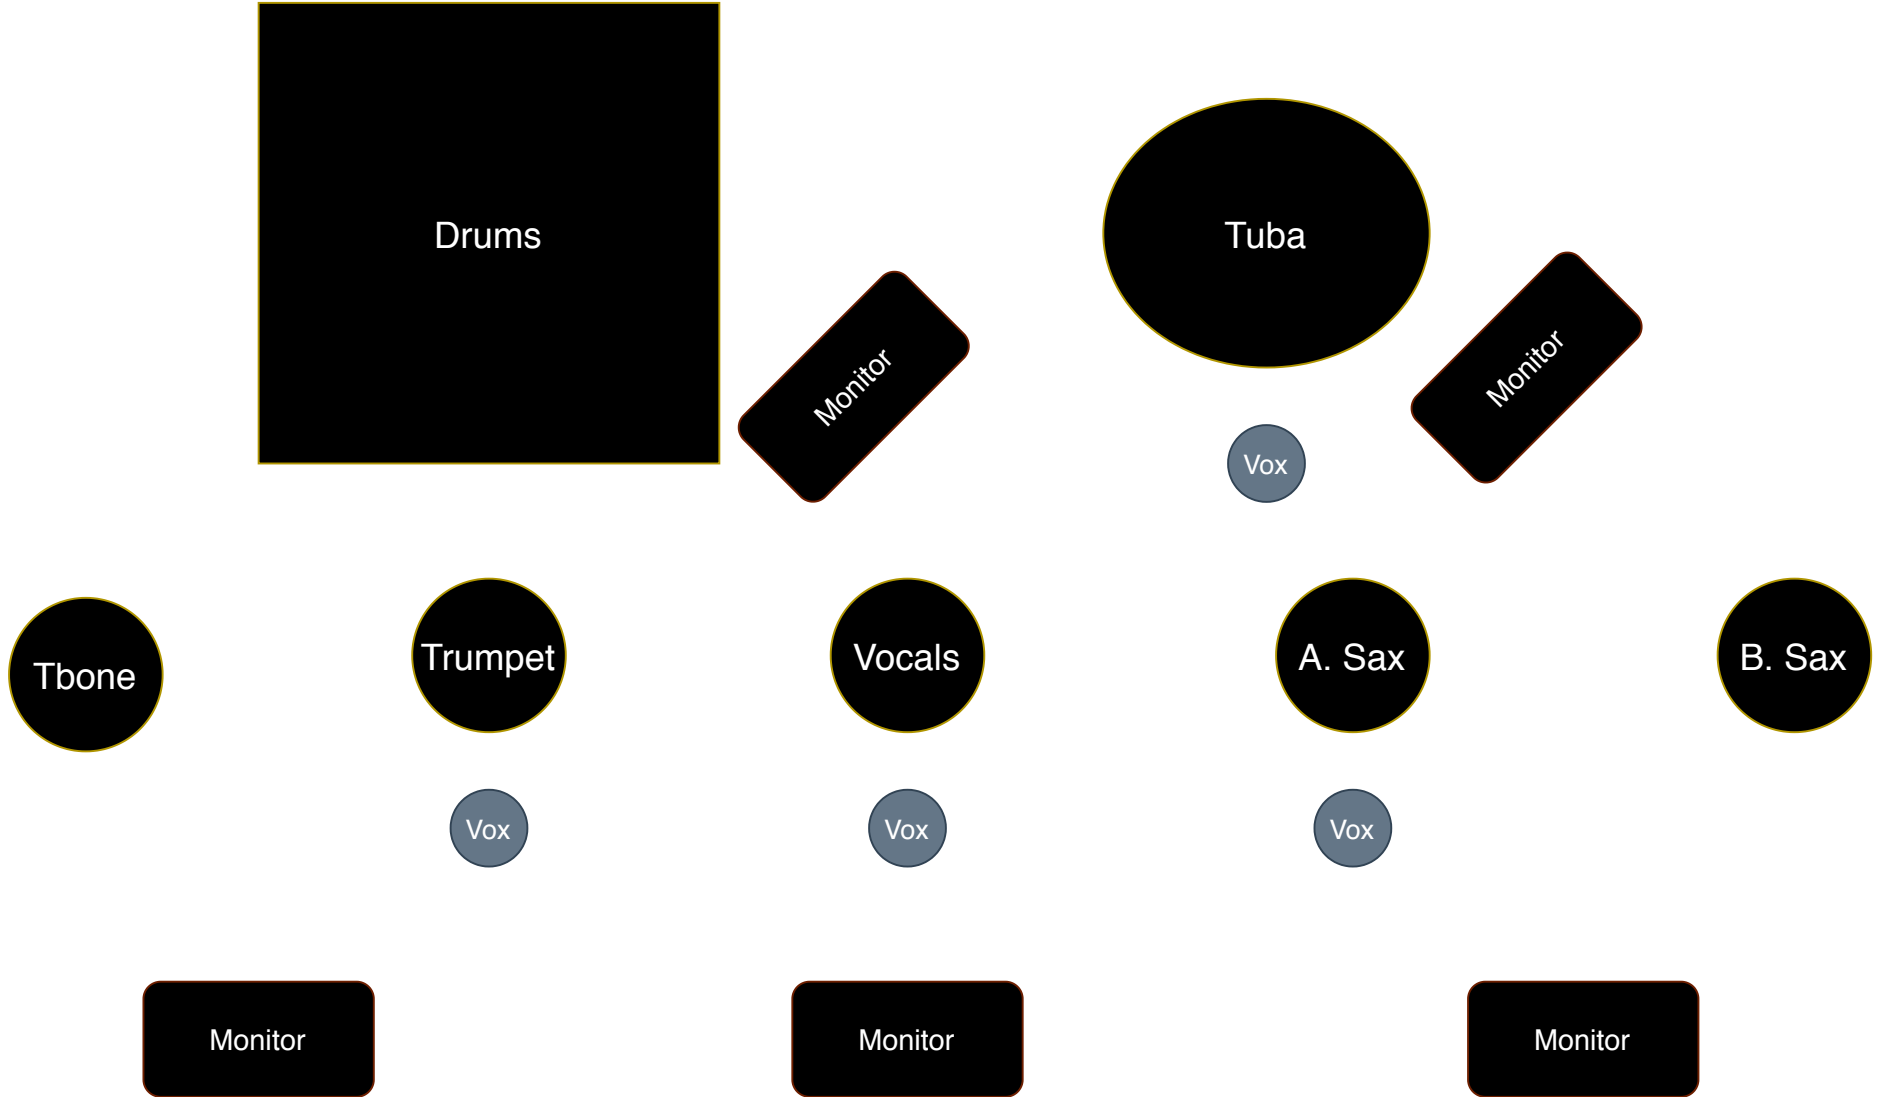 Drums
Tuba
Monitor
Monitor
Vox
Tbone
Trumpet
Vocals
A. Sax
B. Sax
Vox
Vox
Vox
Monitor
Monitor
Monitor